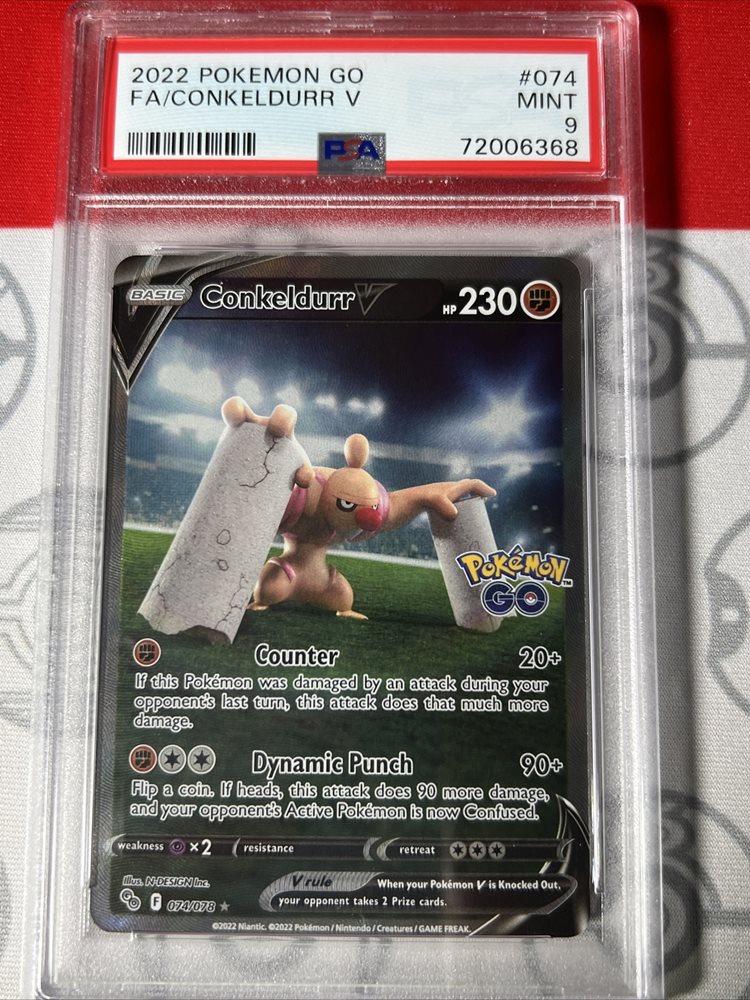 2022 POKEMON GO #074
FA/CONKELDURR V MINT
9
PSA 72006368
BASIC Conkeldurr V HP 230
Pokémon™
GO
Counter 20+
If this Pokémon was damaged by an attack during your
opponent's last turn, this attack does that much more
damage.
Dynamic Punch 90+
Flip a coin. If heads, this attack does 90 more damage,
and your opponent's Active Pokémon is now Confused.
weakness ×2 resistance retreat
Illus. N-DESIGN Inc.
V rule When your Pokémon V is Knocked Out,
your opponent takes 2 Prize cards.
GO F 074/078 ★
©2022 Niantic. ©2022 Pokémon / Nintendo / Creatures / GAME FREAK.